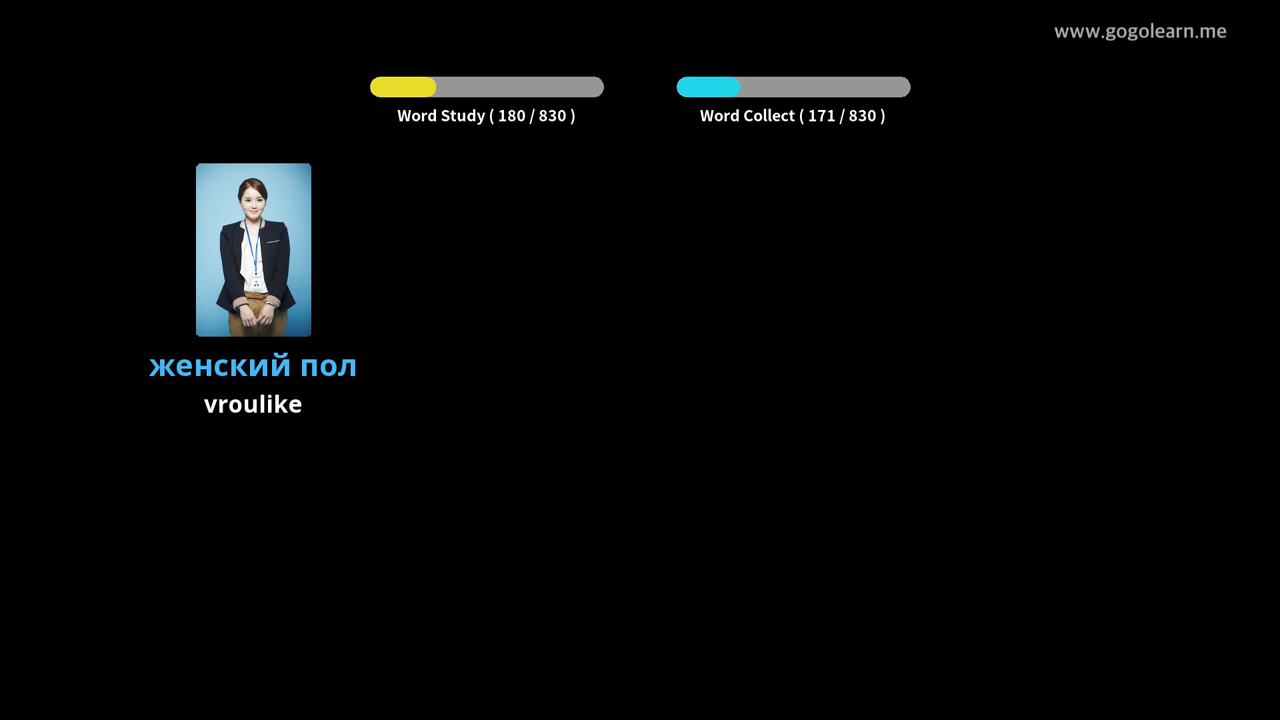 www.gogolearn.me
Word Study ( 180 / 830 )
Word Collect ( 171 / 830 )
женский пол
vroulike